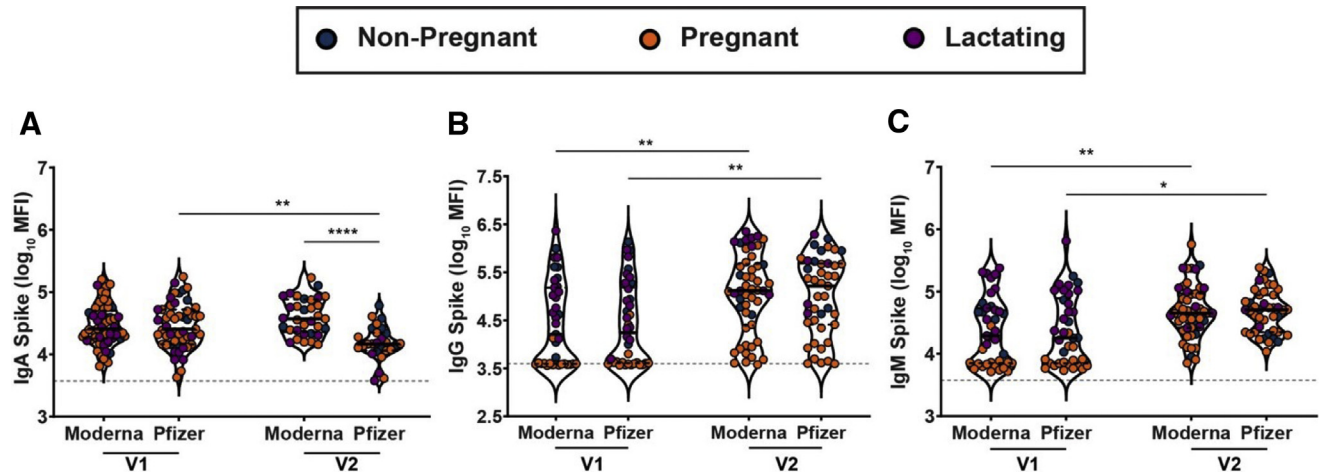 Non-Pregnant Pregnant Lactating
A
IgA Spike (log10 MFI)
7
6
5
4
3
**
****
Moderna Pfizer Moderna Pfizer
V1 V2
B
IgG Spike (log10 MFI)
7.5
6.5
5.5
4.5
3.5
2.5
**
**
Moderna Pfizer Moderna Pfizer
V1 V2
C
IgM Spike (log10 MFI)
7
6
5
4
3
**
*
Moderna Pfizer Moderna Pfizer
V1 V2